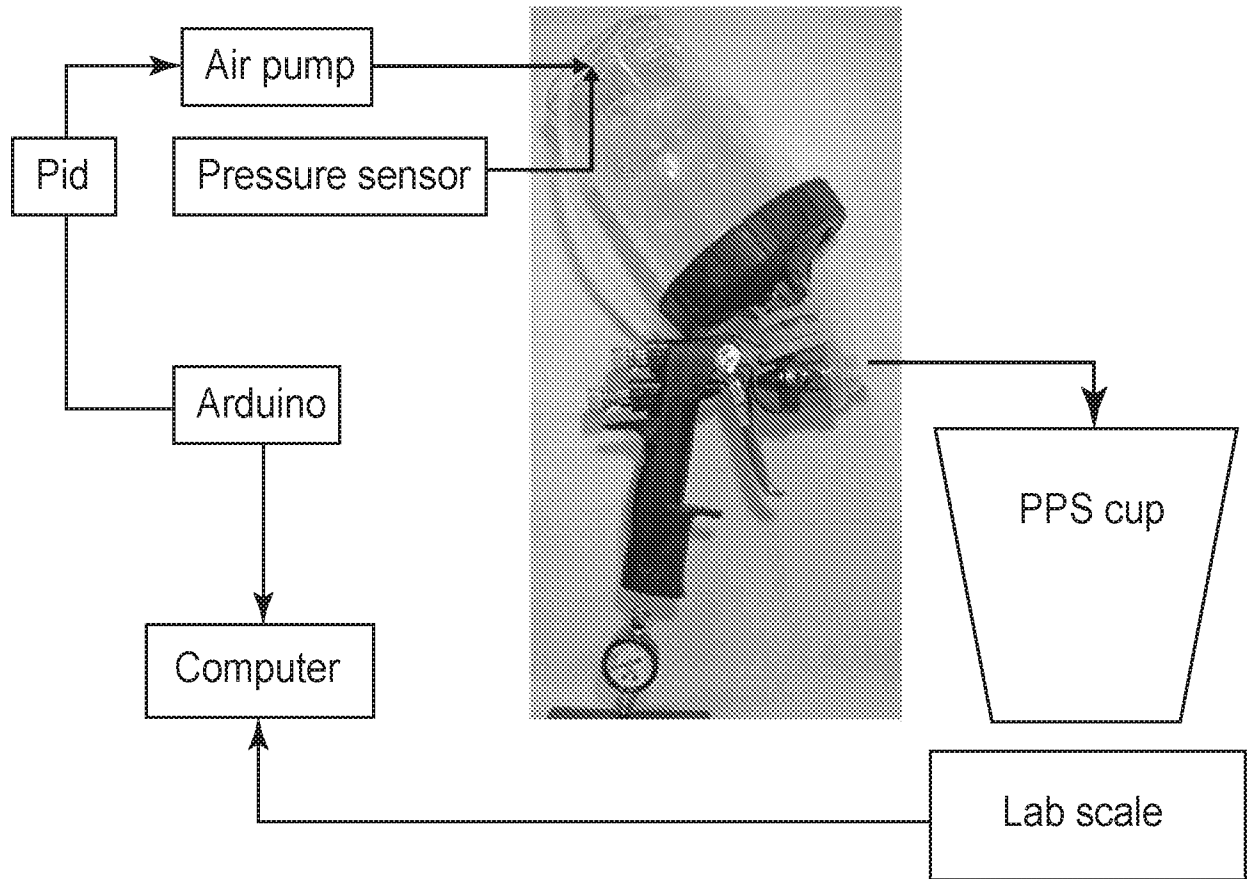 Air pump
Pid
Pressure sensor
Arduino
PPS cup
Computer
Lab scale